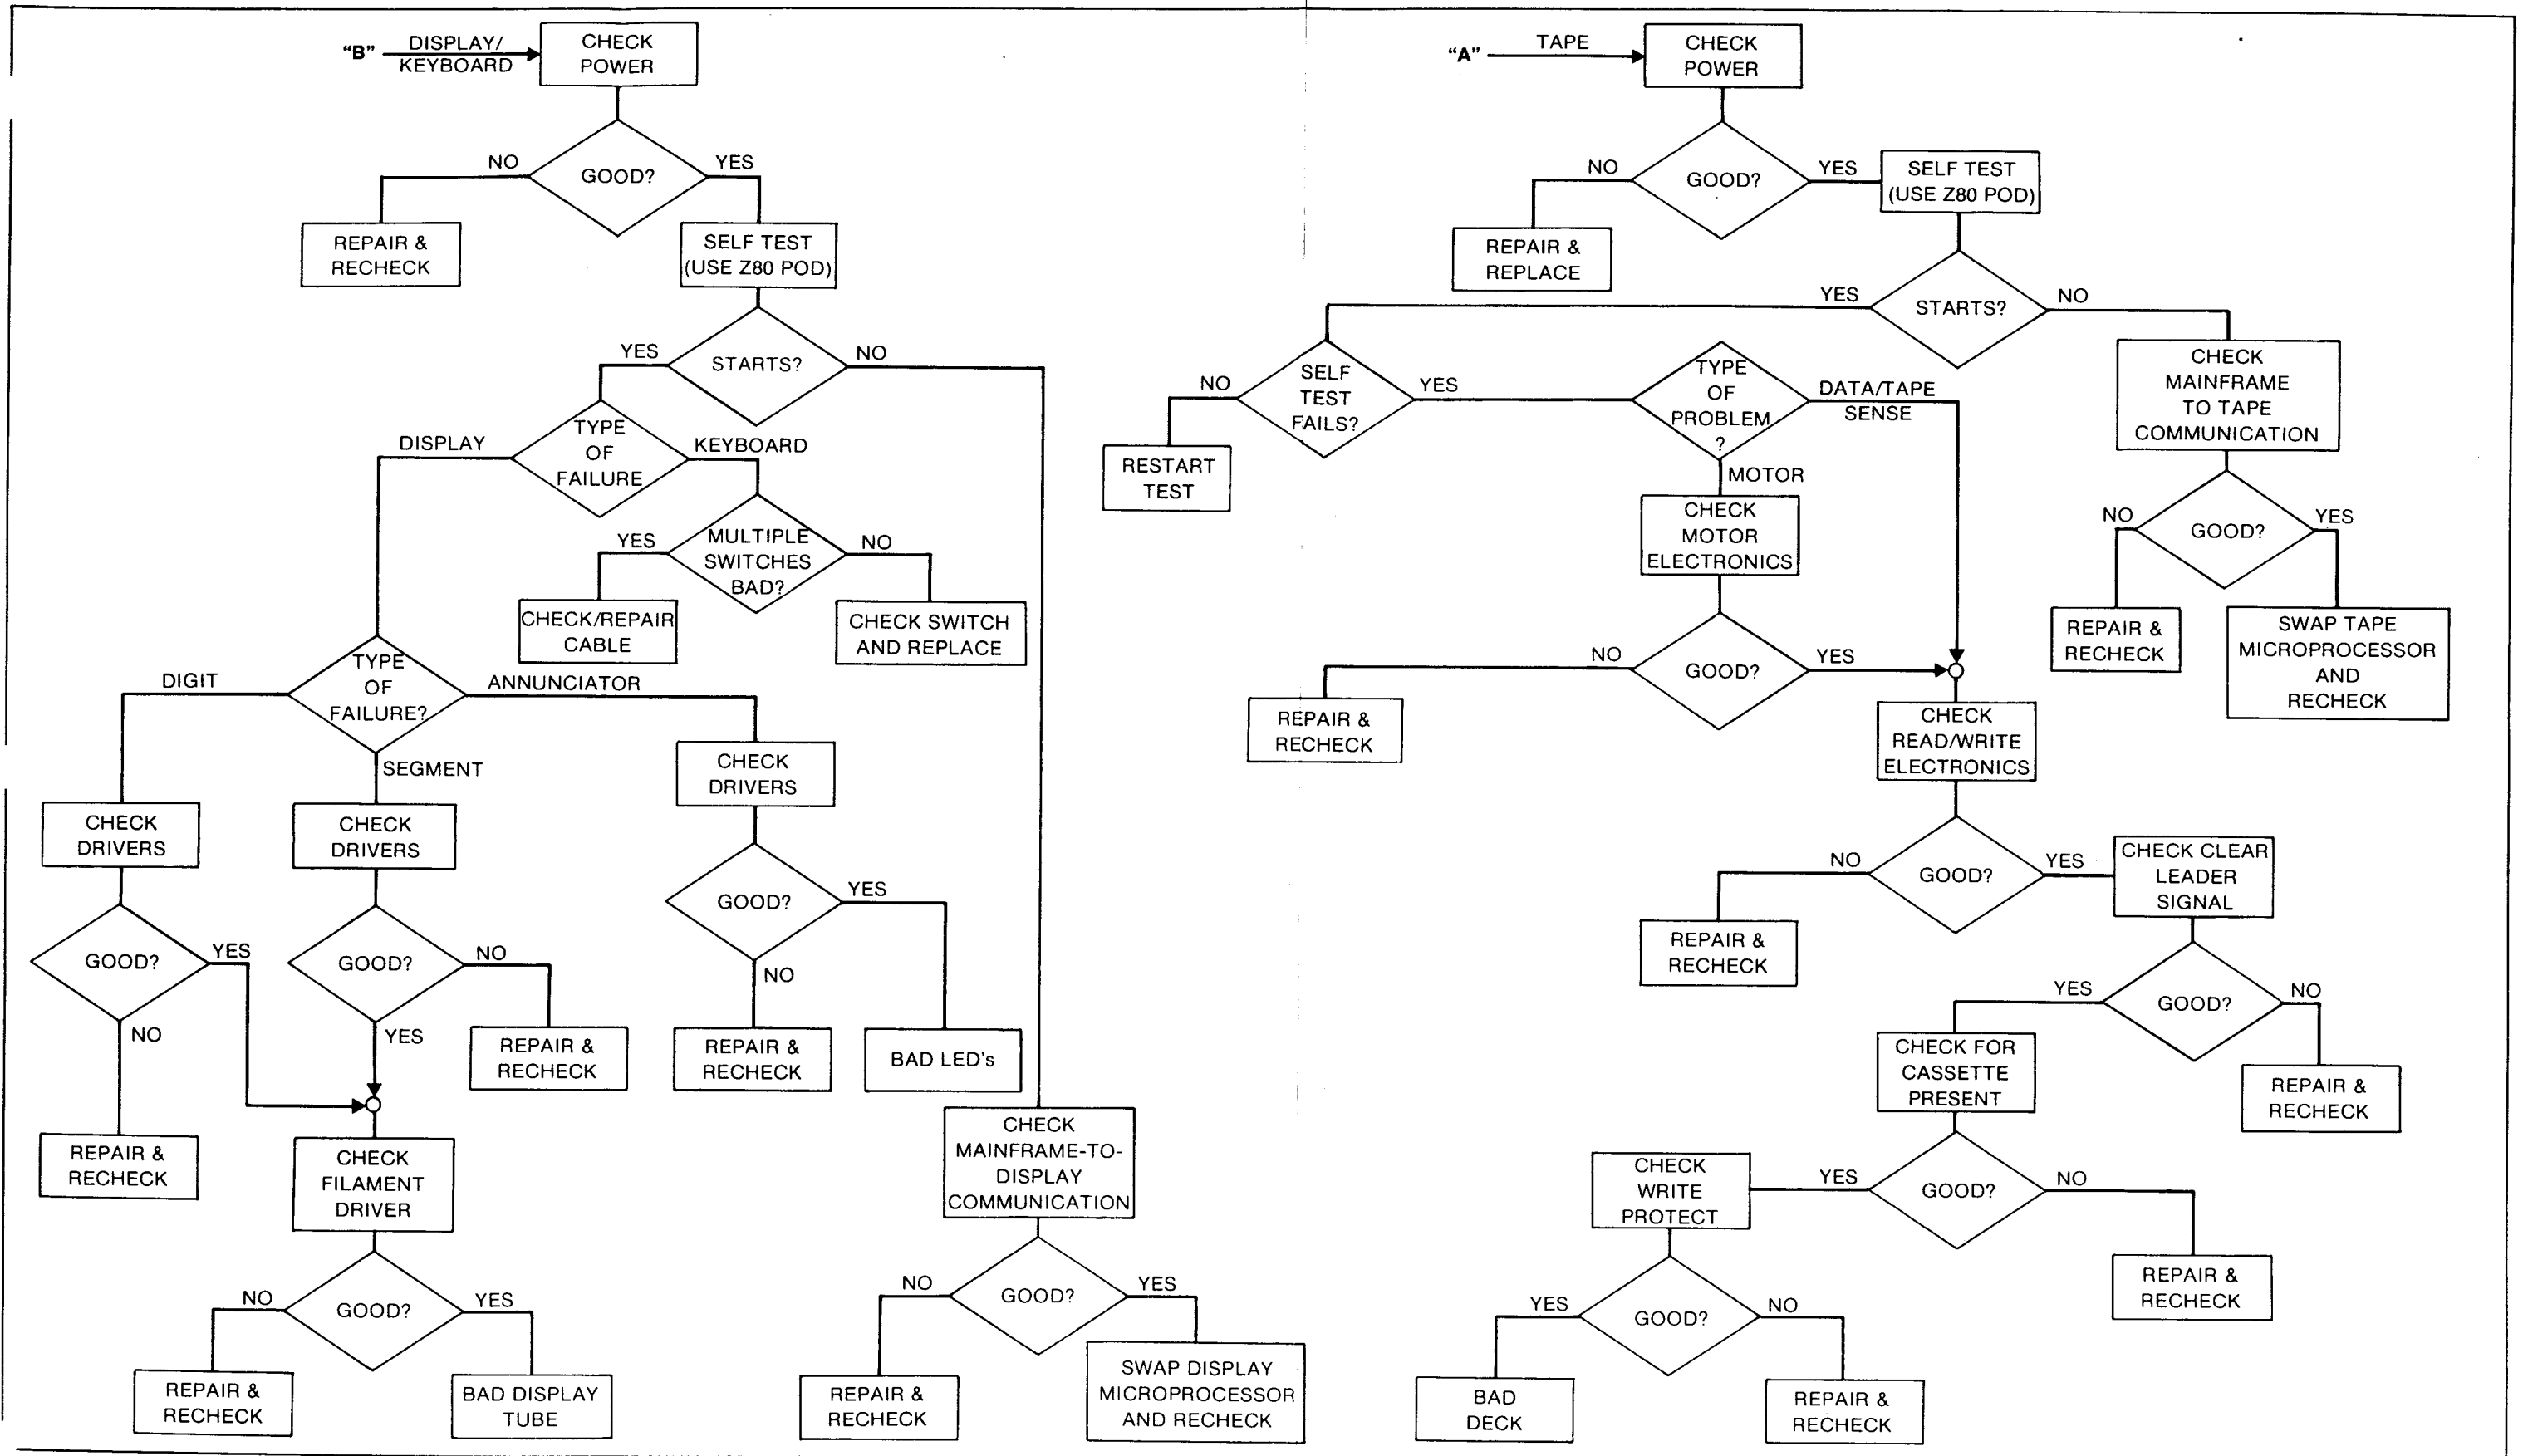 "B"
DISPLAY/
KEYBOARD
CHECK
POWER
GOOD?
NO
YES
REPAIR &
RECHECK
SELF TEST
(USE Z80 POD)
STARTS?
YES
NO
TYPE
OF
FAILURE
DISPLAY
KEYBOARD
MULTIPLE
SWITCHES
BAD?
YES
NO
CHECK/REPAIR
CABLE
CHECK SWITCH
AND REPLACE
TYPE
OF
FAILURE?
DIGIT
ANNUNCIATOR
SEGMENT
CHECK
DRIVERS
GOOD?
YES
NO
REPAIR &
RECHECK
CHECK
DRIVERS
GOOD?
NO
YES
REPAIR &
RECHECK
CHECK
DRIVERS
GOOD?
YES
NO
REPAIR &
RECHECK
BAD LED's
CHECK
FILAMENT
DRIVER
GOOD?
NO
YES
REPAIR &
RECHECK
BAD DISPLAY
TUBE
CHECK
MAINFRAME-TO-
DISPLAY
COMMUNICATION
GOOD?
NO
YES
REPAIR &
RECHECK
SWAP DISPLAY
MICROPROCESSOR
AND RECHECK
"A"
TAPE
CHECK
POWER
GOOD?
NO
YES
REPAIR &
REPLACE
SELF TEST
(USE Z80 POD)
STARTS?
YES
NO
SELF
TEST
FAILS?
NO
YES
RESTART
TEST
TYPE
OF
PROBLEM
?
DATA/TAPE
SENSE
MOTOR
CHECK
MOTOR
ELECTRONICS
GOOD?
NO
YES
REPAIR &
RECHECK
CHECK
MAINFRAME
TO TAPE
COMMUNICATION
GOOD?
NO
YES
REPAIR &
RECHECK
SWAP TAPE
MICROPROCESSOR
AND
RECHECK
CHECK
READ/WRITE
ELECTRONICS
GOOD?
NO
YES
REPAIR &
RECHECK
CHECK CLEAR
LEADER
SIGNAL
GOOD?
YES
NO
REPAIR &
RECHECK
CHECK FOR
CASSETTE
PRESENT
GOOD?
YES
NO
REPAIR &
RECHECK
CHECK
WRITE
PROTECT
GOOD?
YES
NO
BAD
DECK
REPAIR &
RECHECK